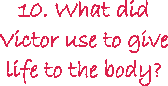 10. What did
Victor use to give
life to the body?